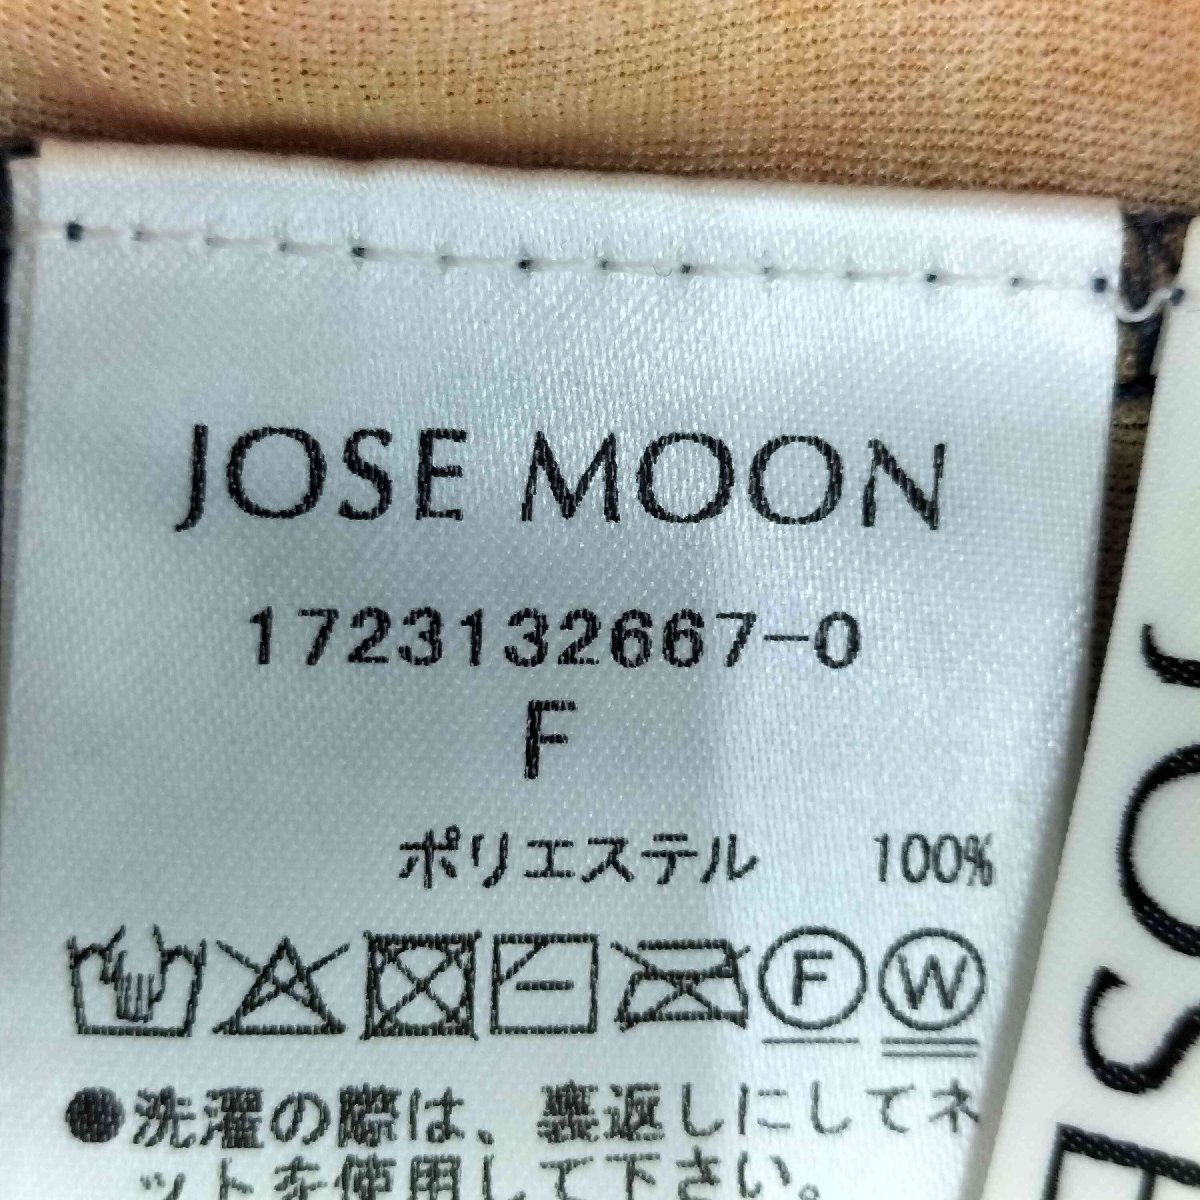 JOSE MOON
1723132667-0
F
ポリエステル 100%
F W
●洗濯の際は、裏返しにしてネ
ットを使用して下さい。
JOSE